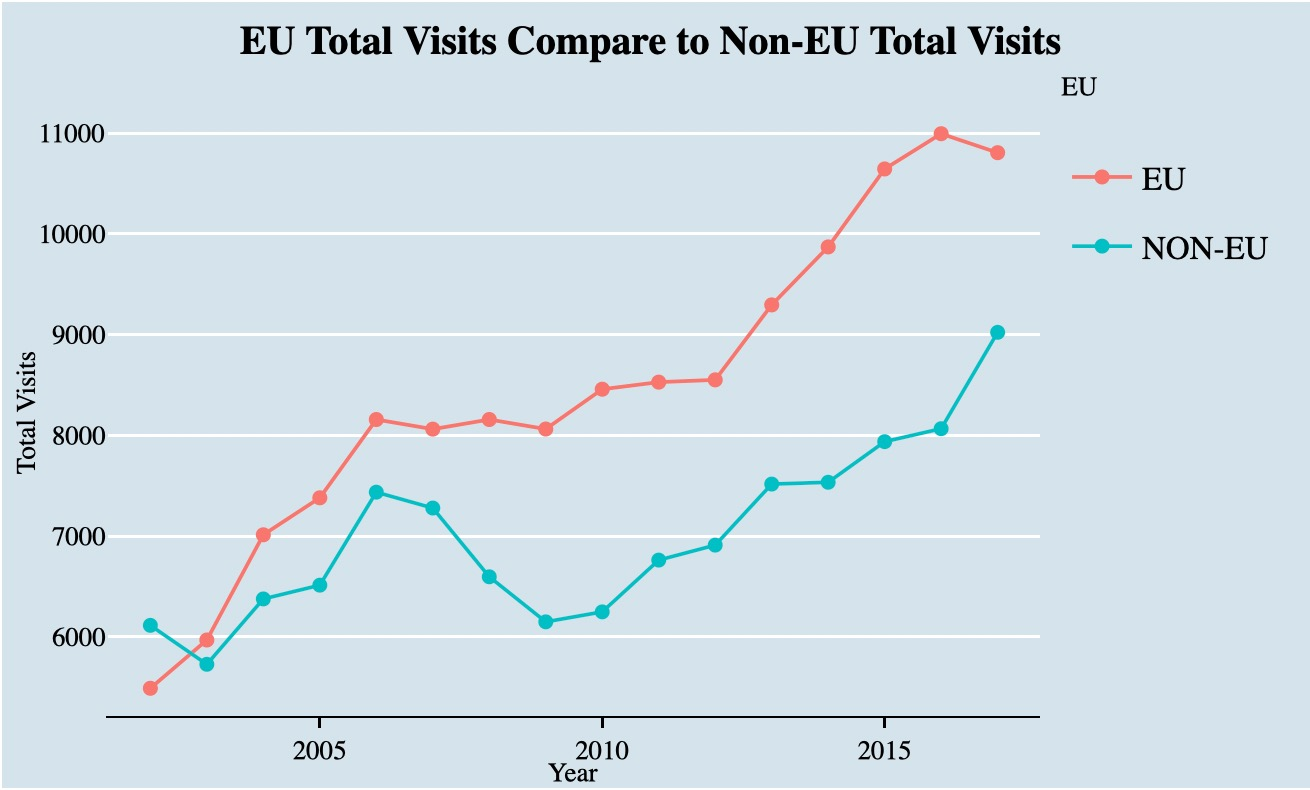 EU Total Visits Compare to Non-EU Total Visits
EU
EU
NON-EU
Total Visits
11000
10000
9000
8000
7000
6000
2005 2010 2015
Year